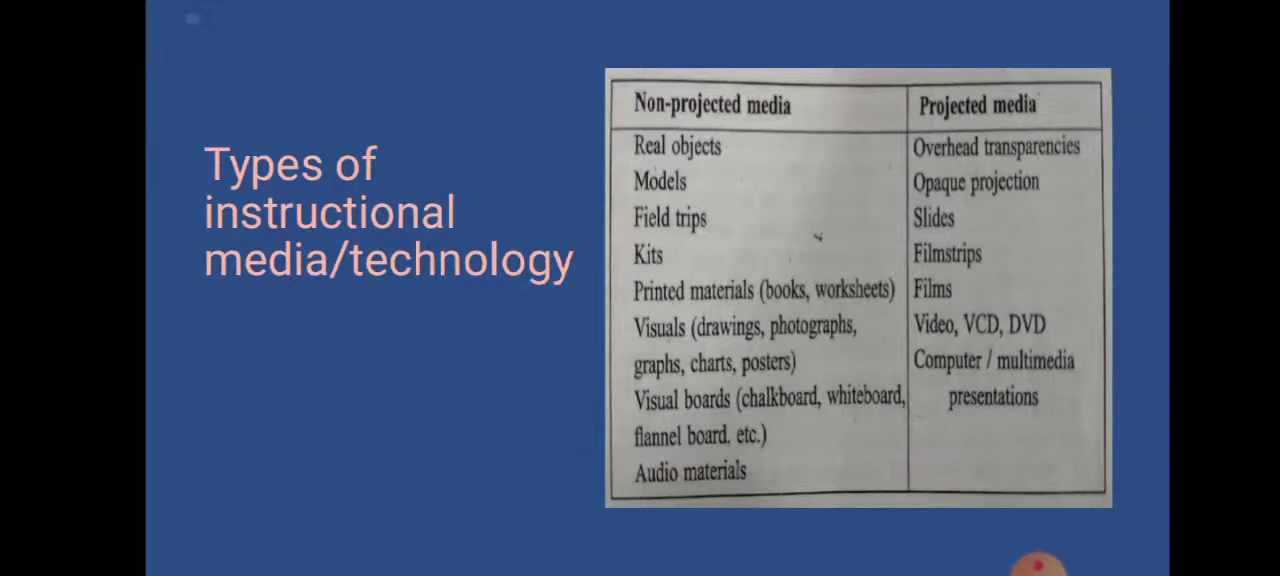 Types of
instructional
media/technology
Non-projected media
Real objects
Models
Field trips
Kits
Printed materials (books, worksheets)
Visuals (drawings, photographs,
graphs, charts, posters)
Visual boards (chalkboard, whiteboard,
flannel board. etc.)
Audio materials
Projected media
Overhead transparencies
Opaque projection
Slides
Filmstrips
Films
Video, VCD, DVD
Computer / multimedia
presentations